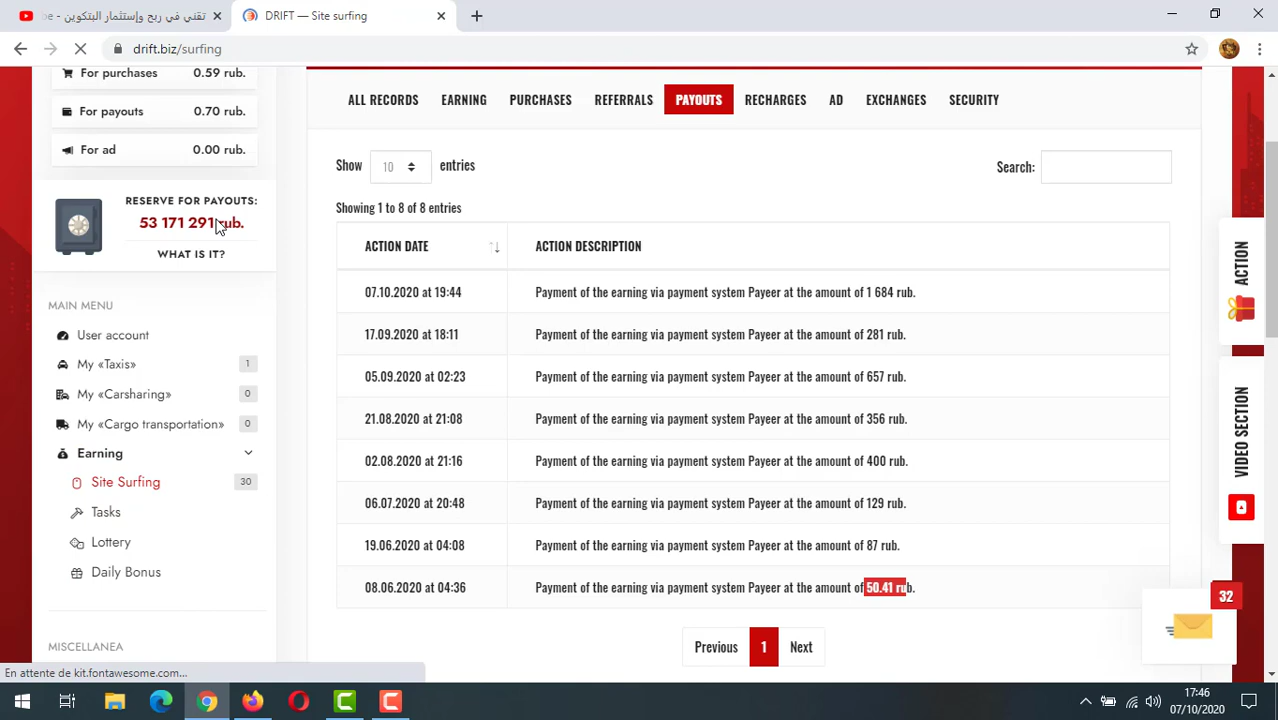 be - تقني في ربح وإستثمار البتكوين
DRIFT — Site surfing
drift.biz/surfing
For purchases 0.59 rub.
For payouts 0.70 rub.
For ad 0.00 rub.
RESERVE FOR PAYOUTS:
53 171 291 rub.
WHAT IS IT?
MAIN MENU
User account
My «Taxis» 1
My «Carsharing» 0
My «Cargo transportation» 0
Earning
Site Surfing 30
Tasks
Lottery
Daily Bonus
MISCELLANEA
En attente de kit.fontawesome.com...
ALL RECORDS EARNING PURCHASES REFERRALS PAYOUTS RECHARGES AD EXCHANGES SECURITY
Show 10 entries
Search:
Showing 1 to 8 of 8 entries
ACTION DATE ACTION DESCRIPTION
07.10.2020 at 19:44 Payment of the earning via payment system Payeer at the amount of 1 684 rub.
17.09.2020 at 18:11 Payment of the earning via payment system Payeer at the amount of 281 rub.
05.09.2020 at 02:23 Payment of the earning via payment system Payeer at the amount of 657 rub.
21.08.2020 at 21:08 Payment of the earning via payment system Payeer at the amount of 356 rub.
02.08.2020 at 21:16 Payment of the earning via payment system Payeer at the amount of 400 rub.
06.07.2020 at 20:48 Payment of the earning via payment system Payeer at the amount of 129 rub.
19.06.2020 at 04:08 Payment of the earning via payment system Payeer at the amount of 87 rub.
08.06.2020 at 04:36 Payment of the earning via payment system Payeer at the amount of 50.41 rub.
Previous 1 Next
ACTION
VIDEO SECTION
32
17:46
07/10/2020